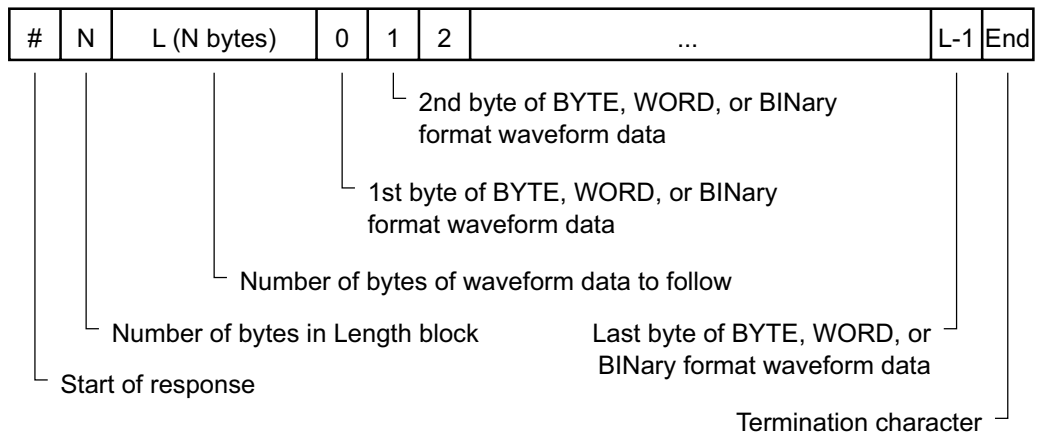 # N L (N bytes) 0 1 2 ... L-1 End
2nd byte of BYTE, WORD, or BINary
format waveform data
1st byte of BYTE, WORD, or BINary
format waveform data
Number of bytes of waveform data to follow
Number of bytes in Length block
Last byte of BYTE, WORD, or
BINary format waveform data
Start of response
Termination character